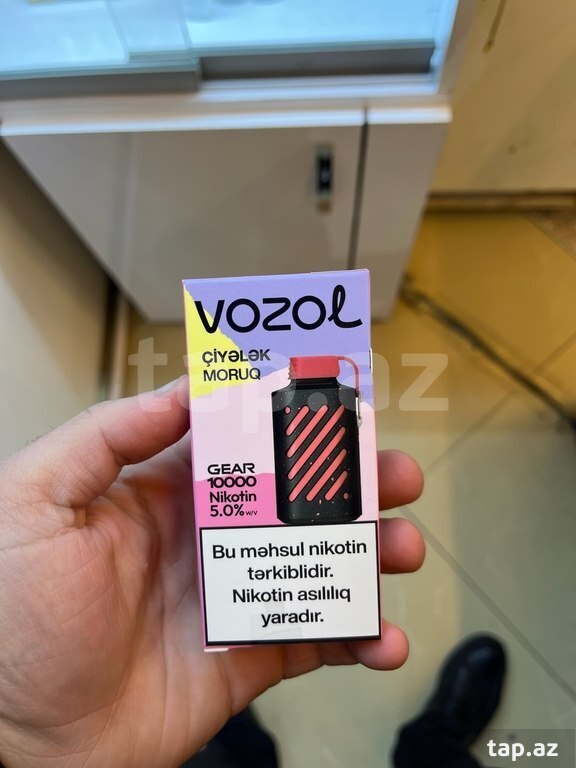 VOZOL
ÇİYƏLƏK
MORUQ
GEAR
10000
Nikotin
5.0% w/v
Bu məhsul nikotin
tərkiblidir.
Nikotin asılılıq
yaradır.
tap.az
tap.az